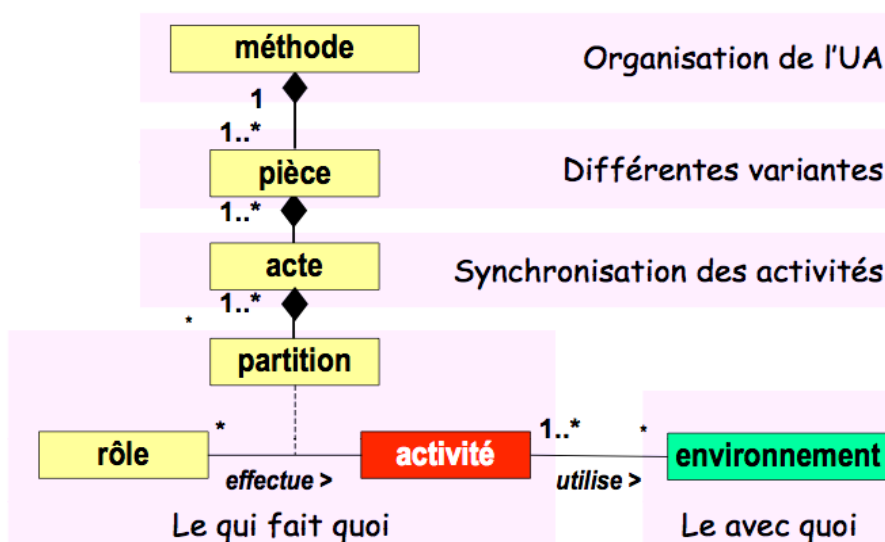 méthode
Organisation de l'UA
1
1..*
pièce
Différentes variantes
1..*
acte
Synchronisation des activités
1..*
*
partition
rôle
*
effectue >
activité
1..*
utilise >
*
environnement
Le qui fait quoi
Le avec quoi